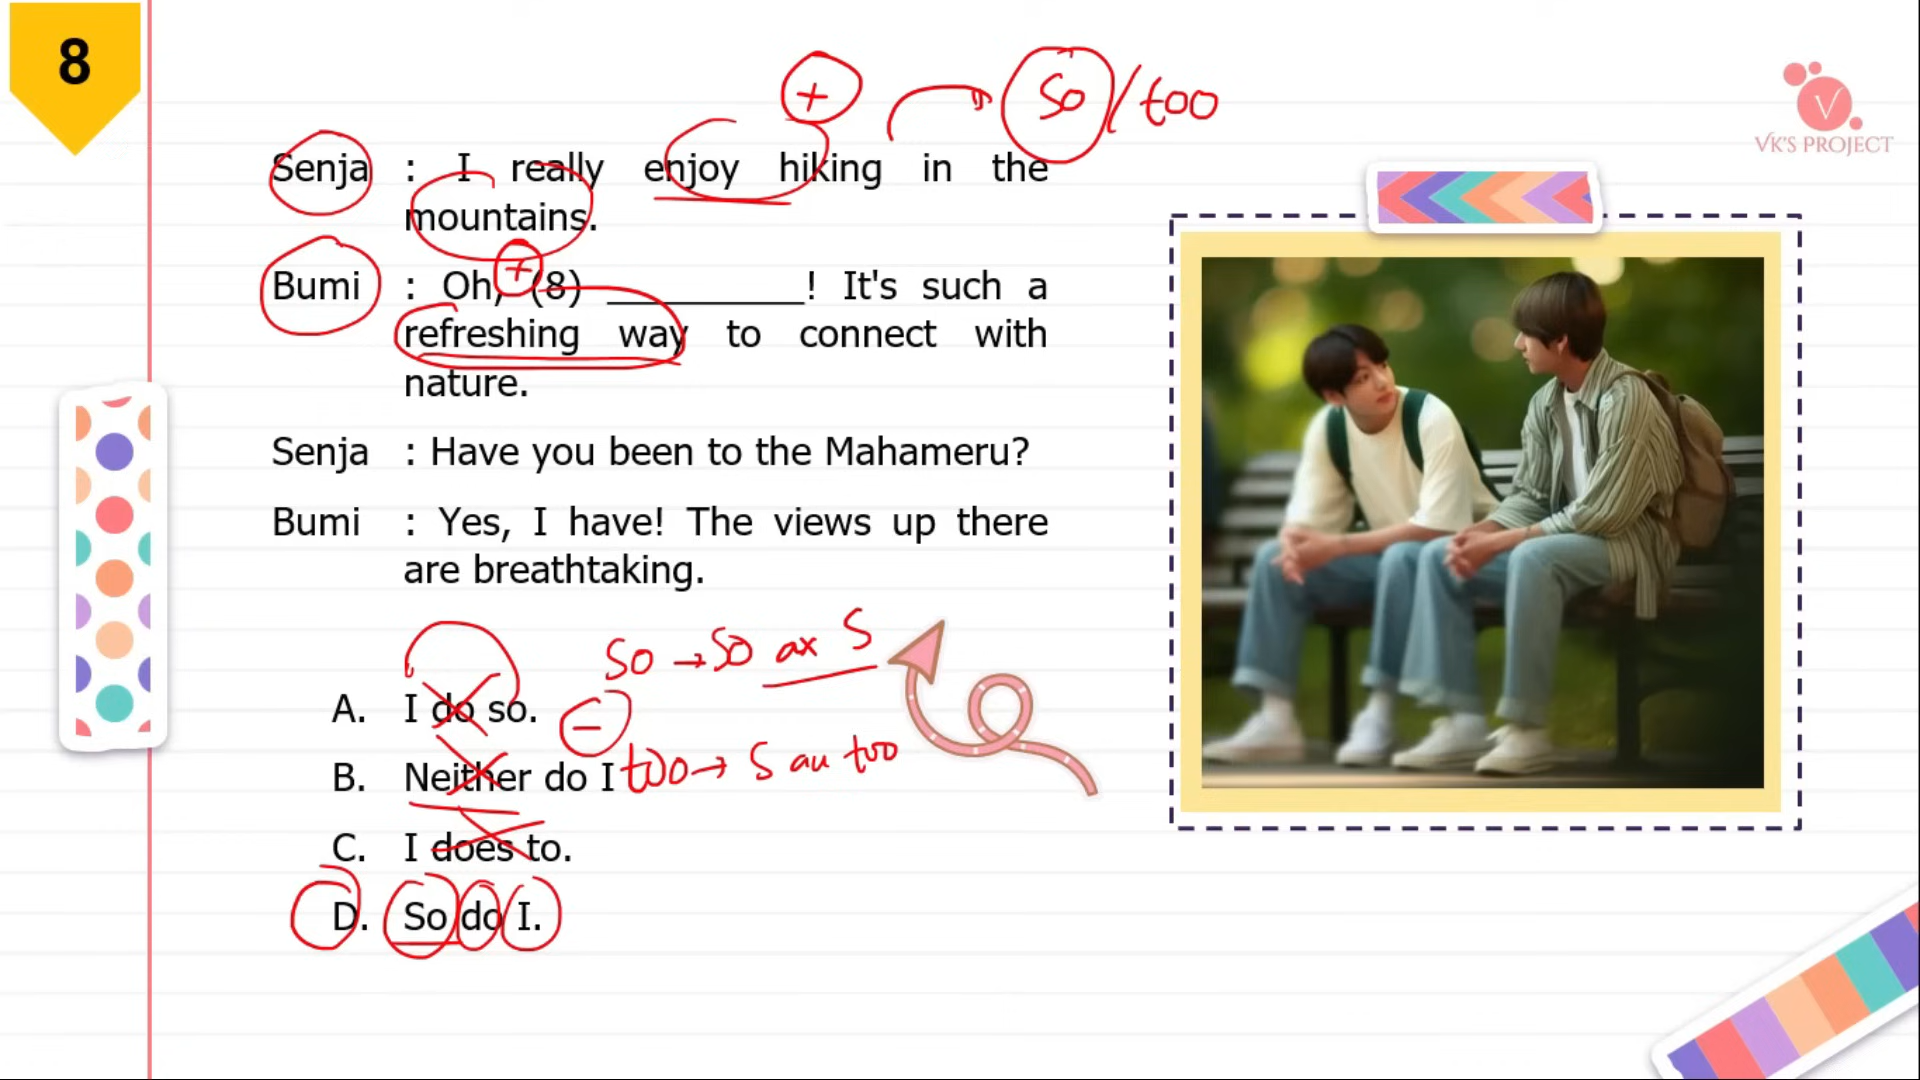 8
+
So/too
V
VK'S PROJECT
Senja : I really enjoy hiking in the
mountains.
+
Bumi : Oh, (8) __________! It's such a
refreshing way to connect with
nature.
Senja : Have you been to the Mahameru?
Bumi : Yes, I have! The views up there
are breathtaking.
So → So ax S
A. I do so.
−
B. Neither do I
too → S au too
C. I does to.
D. So do I.